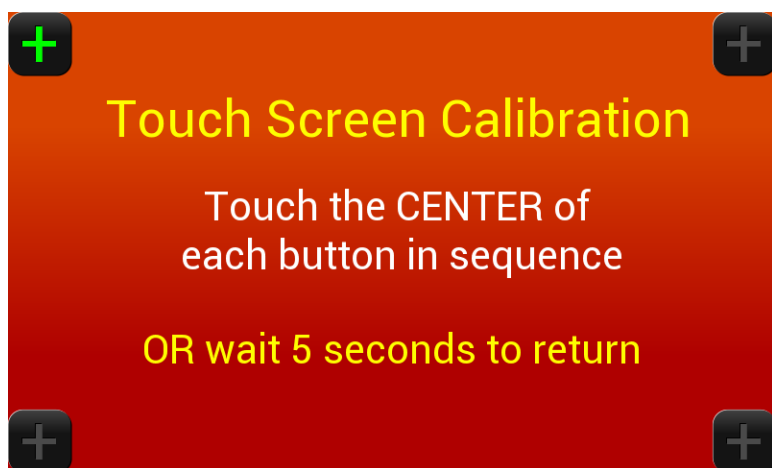 Touch Screen Calibration
Touch the CENTER of
each button in sequence
OR wait 5 seconds to return